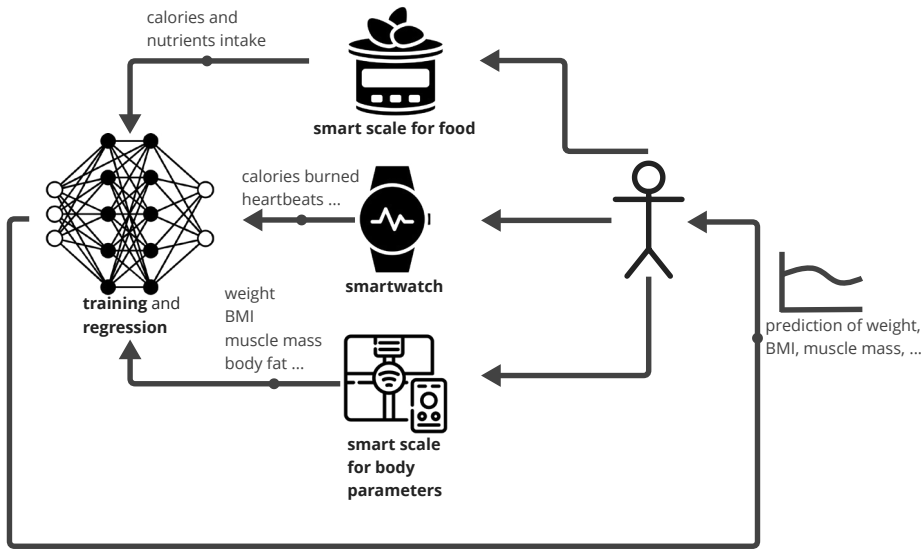 calories and
nutrients intake
smart scale for food
calories burned
heartbeats ...
smartwatch
training and
regression
weight
BMI
muscle mass
body fat ...
prediction of weight,
BMI, muscle mass, ...
smart scale
for body
parameters